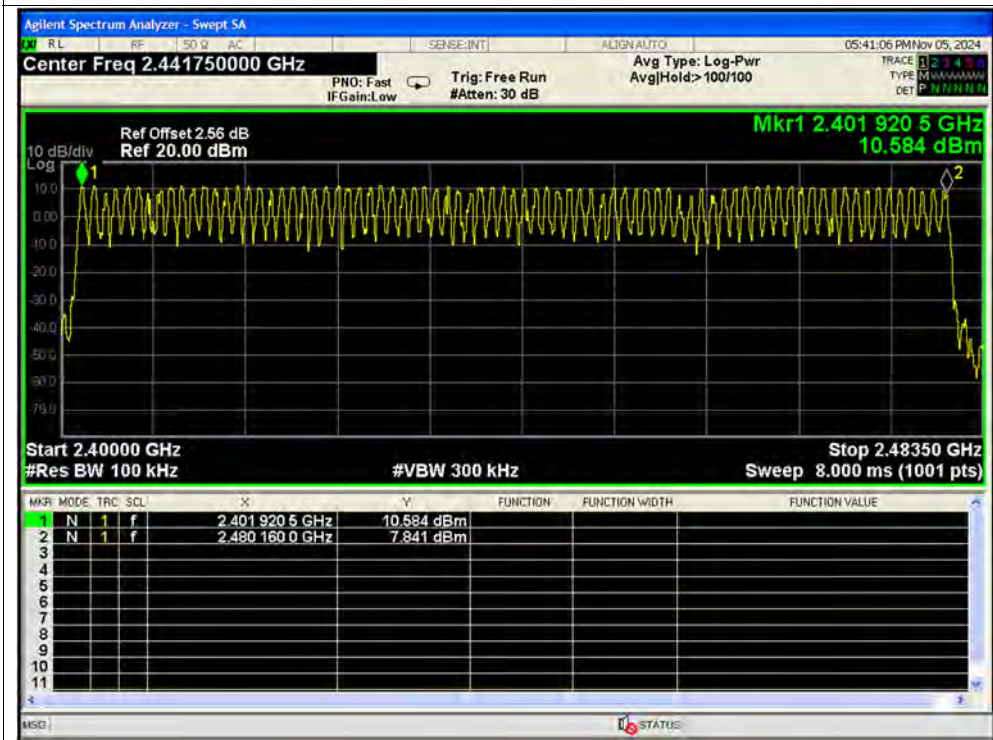 Agilent Spectrum Analyzer - Swept SA
RL RF 50 Ω AC SENSE:INT ALIGN AUTO 05:41:06 PM Nov 05, 2024
Center Freq 2.441750000 GHz
PNO: Fast
IFGain:Low
Trig: Free Run
#Atten: 30 dB
Avg Type: Log-Pwr
Avg|Hold:>100/100
TRACE 1 2 3 4 5 6
TYPE M WWWWW
DET P N N N N N
Mkr1 2.401 920 5 GHz
10.584 dBm
Ref Offset 2.56 dB
10 dB/div Ref 20.00 dBm
Log
1
2
10.0
0.00
-10.0
-20.0
-30.0
-40.0
-50.0
-60.0
-70.0
Start 2.40000 GHz Stop 2.48350 GHz
#Res BW 100 kHz #VBW 300 kHz Sweep 8.000 ms (1001 pts)
MKR MODE TRC SCL X Y FUNCTION FUNCTION WIDTH FUNCTION VALUE
1 N 1 f 2.401 920 5 GHz 10.584 dBm
2 N 1 f 2.480 160 0 GHz 7.841 dBm
3
4
5
6
7
8
9
10
11
MSG STATUS